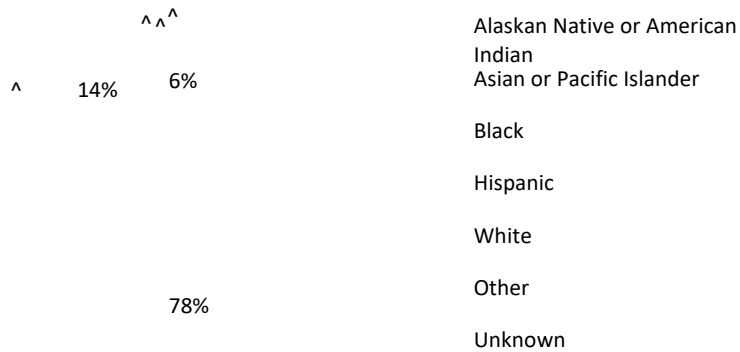 ^ ^ ^
^ 14% 6%
78%
Alaskan Native or American
Indian
Asian or Pacific Islander
Black
Hispanic
White
Other
Unknown